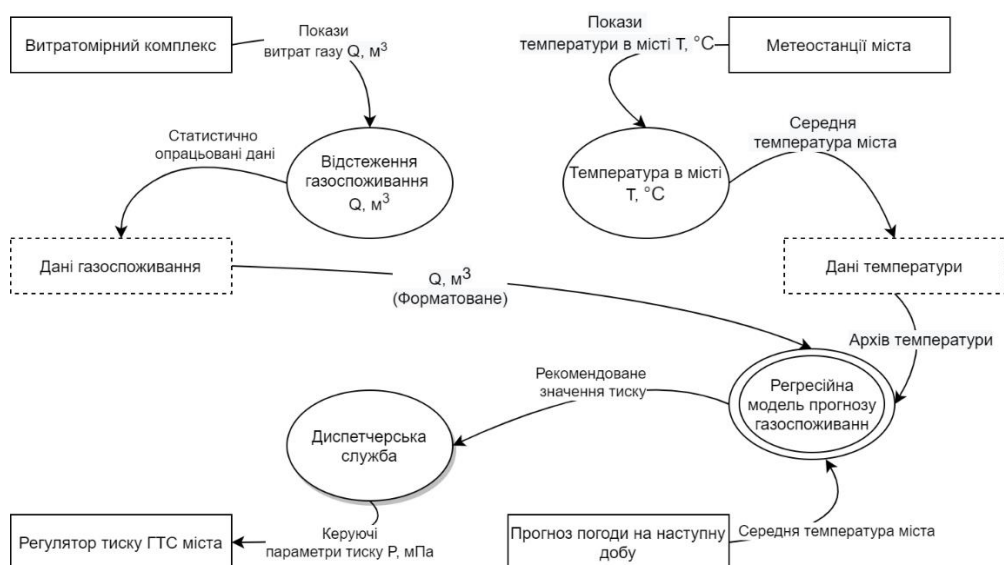 Витратомірний комплекс
Покази
витрат газу Q, м³
Покази
температури в місті T, °C
Метеостанції міста
Статистично
опрацьовані дані
Відстеження
газоспоживання
Q, м³
Температура в місті
T, °C
Середня
температура міста
Дані газоспоживання
Q, м³
(Форматоване)
Дані температури
Архів температури
Рекомендоване
значення тиску
Регресійна
модель прогнозу
газоспоживанн
Диспетчерська
служба
Регулятор тиску ГТС міста
Керуючі
параметри тиску P, мПа
Прогноз погоди на наступну
добу
Середня температура міста